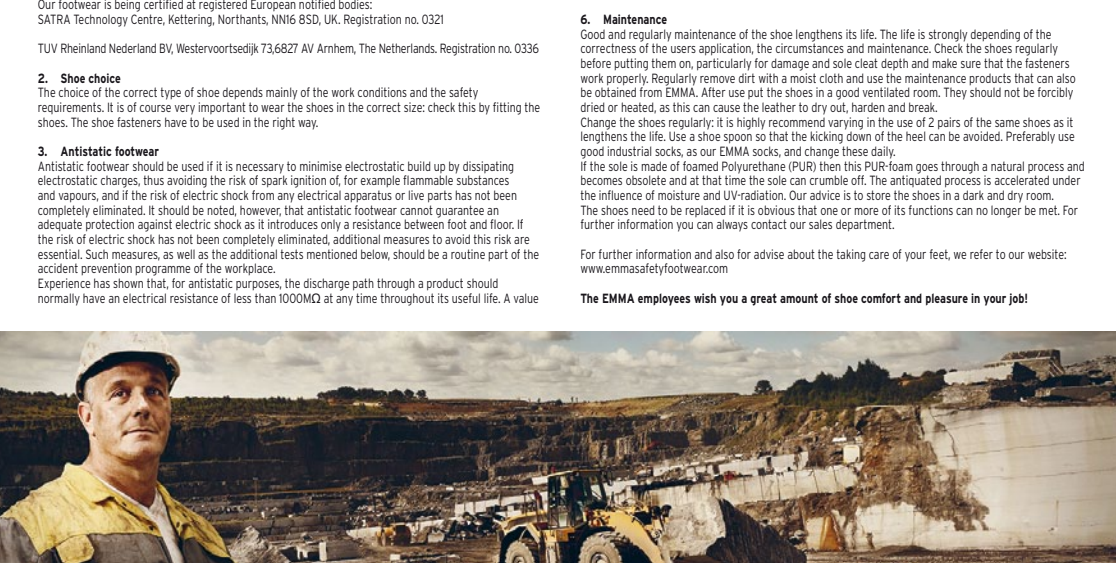 Our footwear is being certified at registered European notified bodies:
SATRA Technology Centre, Kettering, Northants, NN16 8SD, UK. Registration no. 0321
TUV Rheinland Nederland BV, Westervoortsedijk 73,6827 AV Arnhem, The Netherlands. Registration no. 0336
2. Shoe choice
The choice of the correct type of shoe depends mainly of the work conditions and the safety
requirements. It is of course very important to wear the shoes in the correct size: check this by fitting the
shoes. The shoe fasteners have to be used in the right way.
3. Antistatic footwear
Antistatic footwear should be used if it is necessary to minimise electrostatic build up by dissipating
electrostatic charges, thus avoiding the risk of spark ignition of, for example flammable substances
and vapours, and if the risk of electric shock from any electrical apparatus or live parts has not been
completely eliminated. It should be noted, however, that antistatic footwear cannot guarantee an
adequate protection against electric shock as it introduces only a resistance between foot and floor. If
the risk of electric shock has not been completely eliminated, additional measures to avoid this risk are
essential. Such measures, as well as the additional tests mentioned below, should be a routine part of the
accident prevention programme of the workplace.
Experience has shown that, for antistatic purposes, the discharge path through a product should
normally have an electrical resistance of less than 1000MΩ at any time throughout its useful life. A value
6. Maintenance
Good and regularly maintenance of the shoe lengthens its life. The life is strongly depending of the
correctness of the users application, the circumstances and maintenance. Check the shoes regularly
before putting them on, particularly for damage and sole cleat depth and make sure that the fasteners
work properly. Regularly remove dirt with a moist cloth and use the maintenance products that can also
be obtained from EMMA. After use put the shoes in a good ventilated room. They should not be forcibly
dried or heated, as this can cause the leather to dry out, harden and break.
Change the shoes regularly: it is highly recommend varying in the use of 2 pairs of the same shoes as it
lengthens the life. Use a shoe spoon so that the kicking down of the heel can be avoided. Preferably use
good industrial socks, as our EMMA socks, and change these daily.
If the sole is made of foamed Polyurethane (PUR) then this PUR-foam goes through a natural process and
becomes obsolete and at that time the sole can crumble off. The antiquated process is accelerated under
the influence of moisture and UV-radiation. Our advice is to store the shoes in a dark and dry room.
The shoes need to be replaced if it is obvious that one or more of its functions can no longer be met. For
further information you can always contact our sales department.
For further information and also for advise about the taking care of your feet, we refer to our website:
www.emmasafetyfootwear.com
The EMMA employees wish you a great amount of shoe comfort and pleasure in your job!